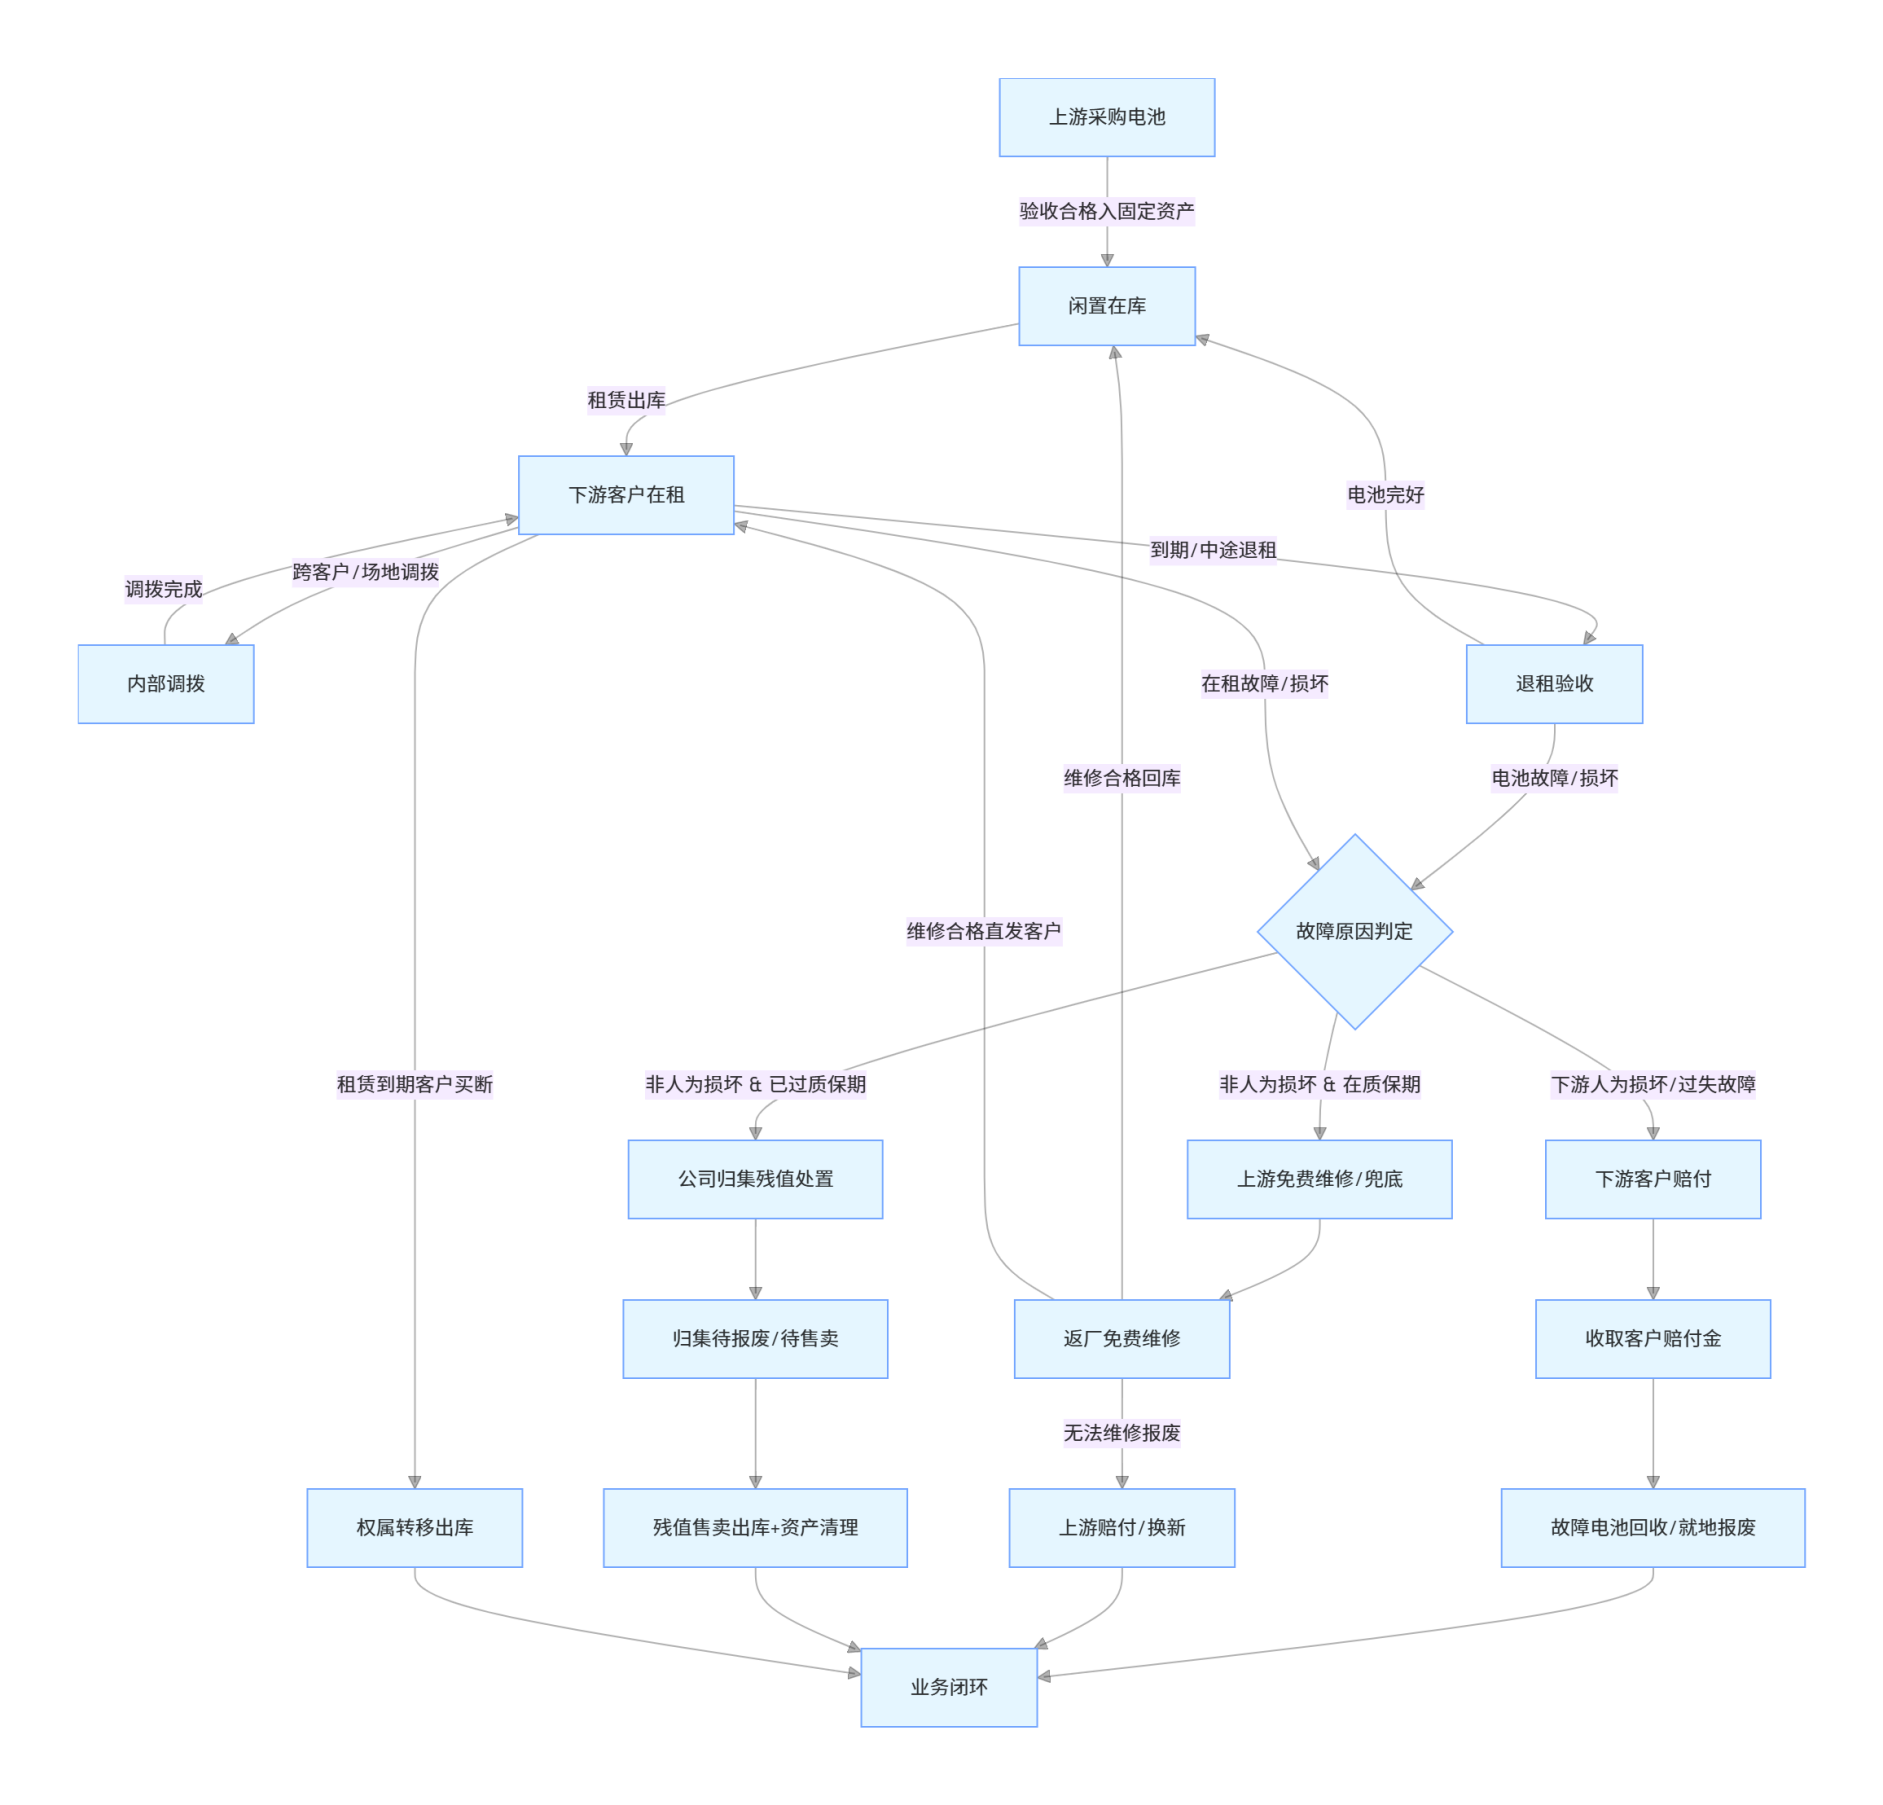 上游采购电池
验收合格入固定资产
闲置在库
租赁出库
下游客户在租
电池完好
到期/中途退租
跨客户/场地调拨
调拨完成
内部调拨
在租故障/损坏
退租验收
维修合格回库
电池故障/损坏
维修合格直发客户
故障原因判定
租赁到期客户买断
非人为损坏 & 已过质保期
非人为损坏 & 在质保期
下游人为损坏/过失故障
公司归集残值处置
上游免费维修/兜底
下游客户赔付
归集待报废/待售卖
返厂免费维修
收取客户赔付金
无法维修报废
权属转移出库
残值售卖出库+资产清理
上游赔付/换新
故障电池回收/就地报废
业务闭环